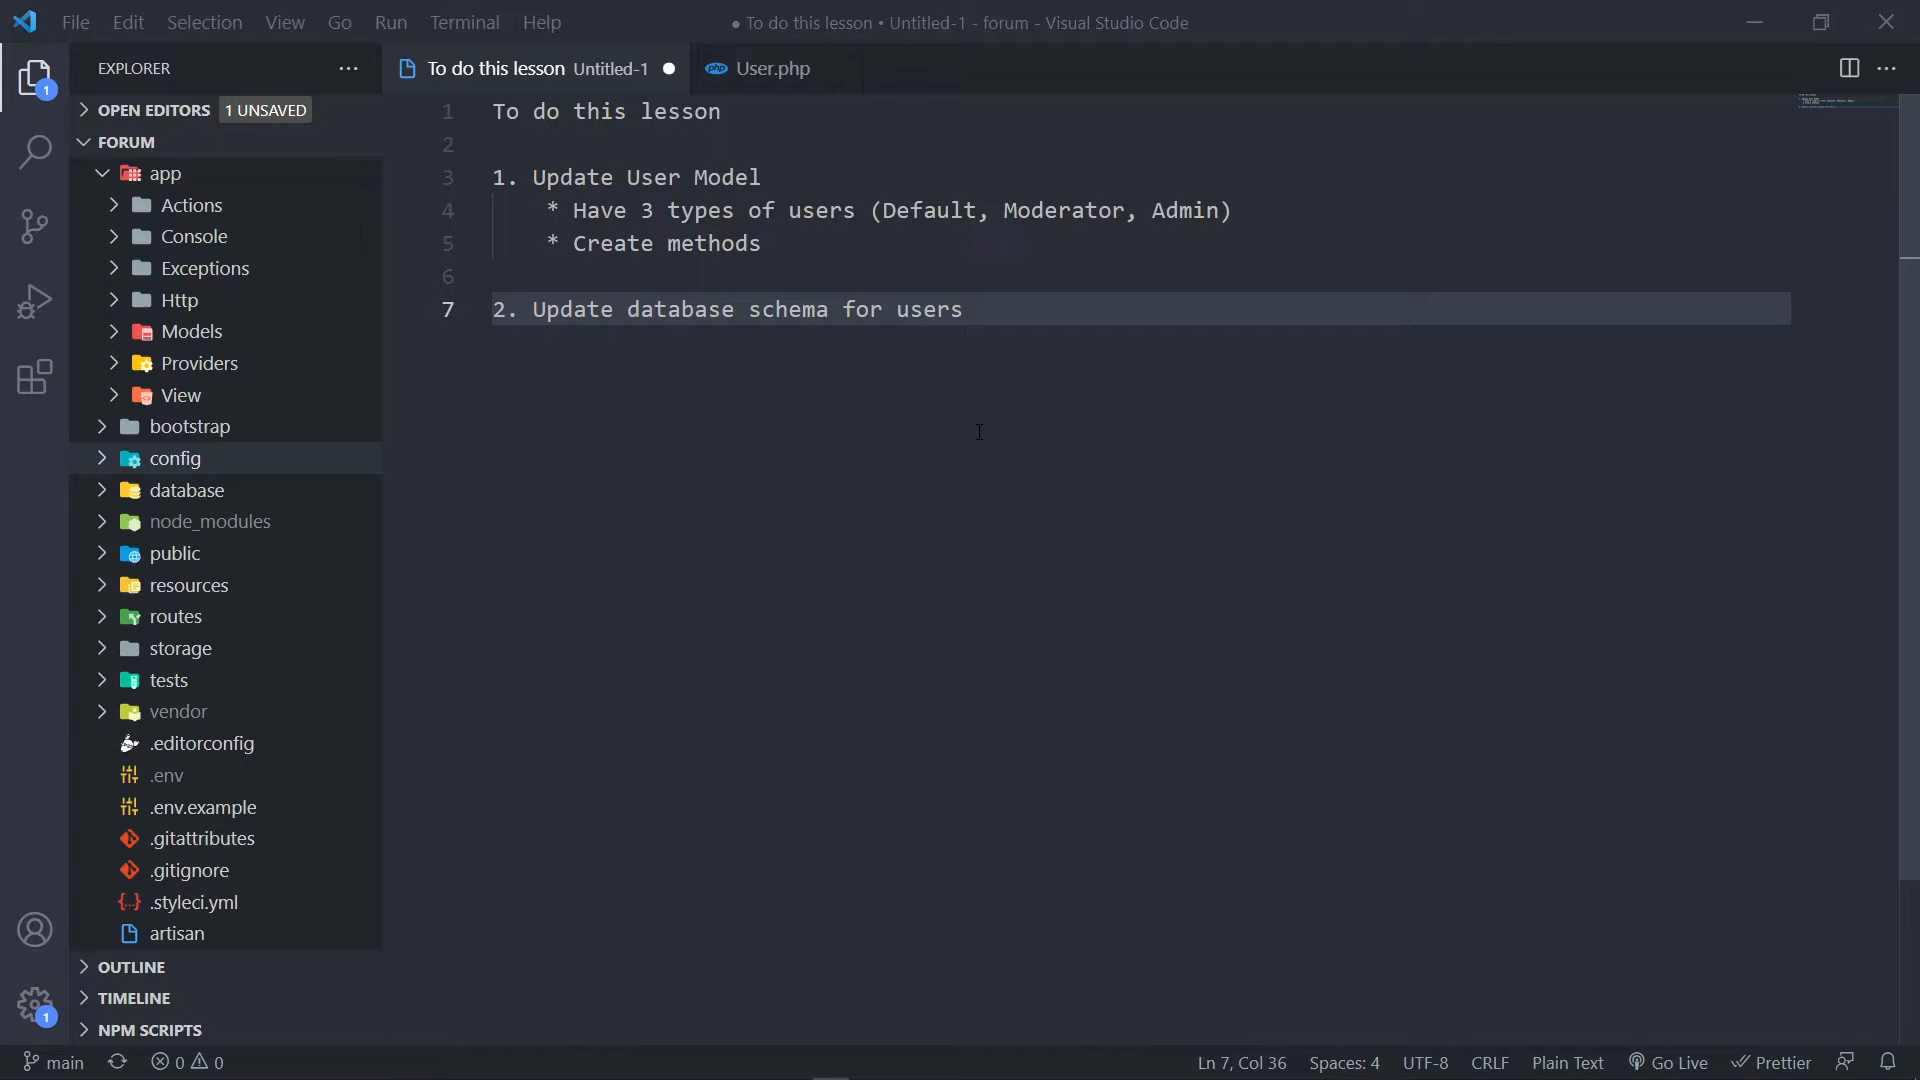 File Edit Selection View Go Run Terminal Help
● To do this lesson • Untitled-1 - forum - Visual Studio Code
EXPLORER
To do this lesson Untitled-1
User.php
OPEN EDITORS 1 UNSAVED
FORUM
app
Actions
Console
Exceptions
Http
Models
Providers
View
bootstrap
config
database
node_modules
public
resources
routes
storage
tests
vendor
.editorconfig
.env
.env.example
.gitattributes
.gitignore
.styleci.yml
artisan
OUTLINE
TIMELINE
NPM SCRIPTS
1 To do this lesson
2
3 1. Update User Model
4 * Have 3 types of users (Default, Moderator, Admin)
5 * Create methods
6
7 2. Update database schema for users
1
1
main 0 0
Ln 7, Col 36 Spaces: 4 UTF-8 CRLF Plain Text Go Live Prettier